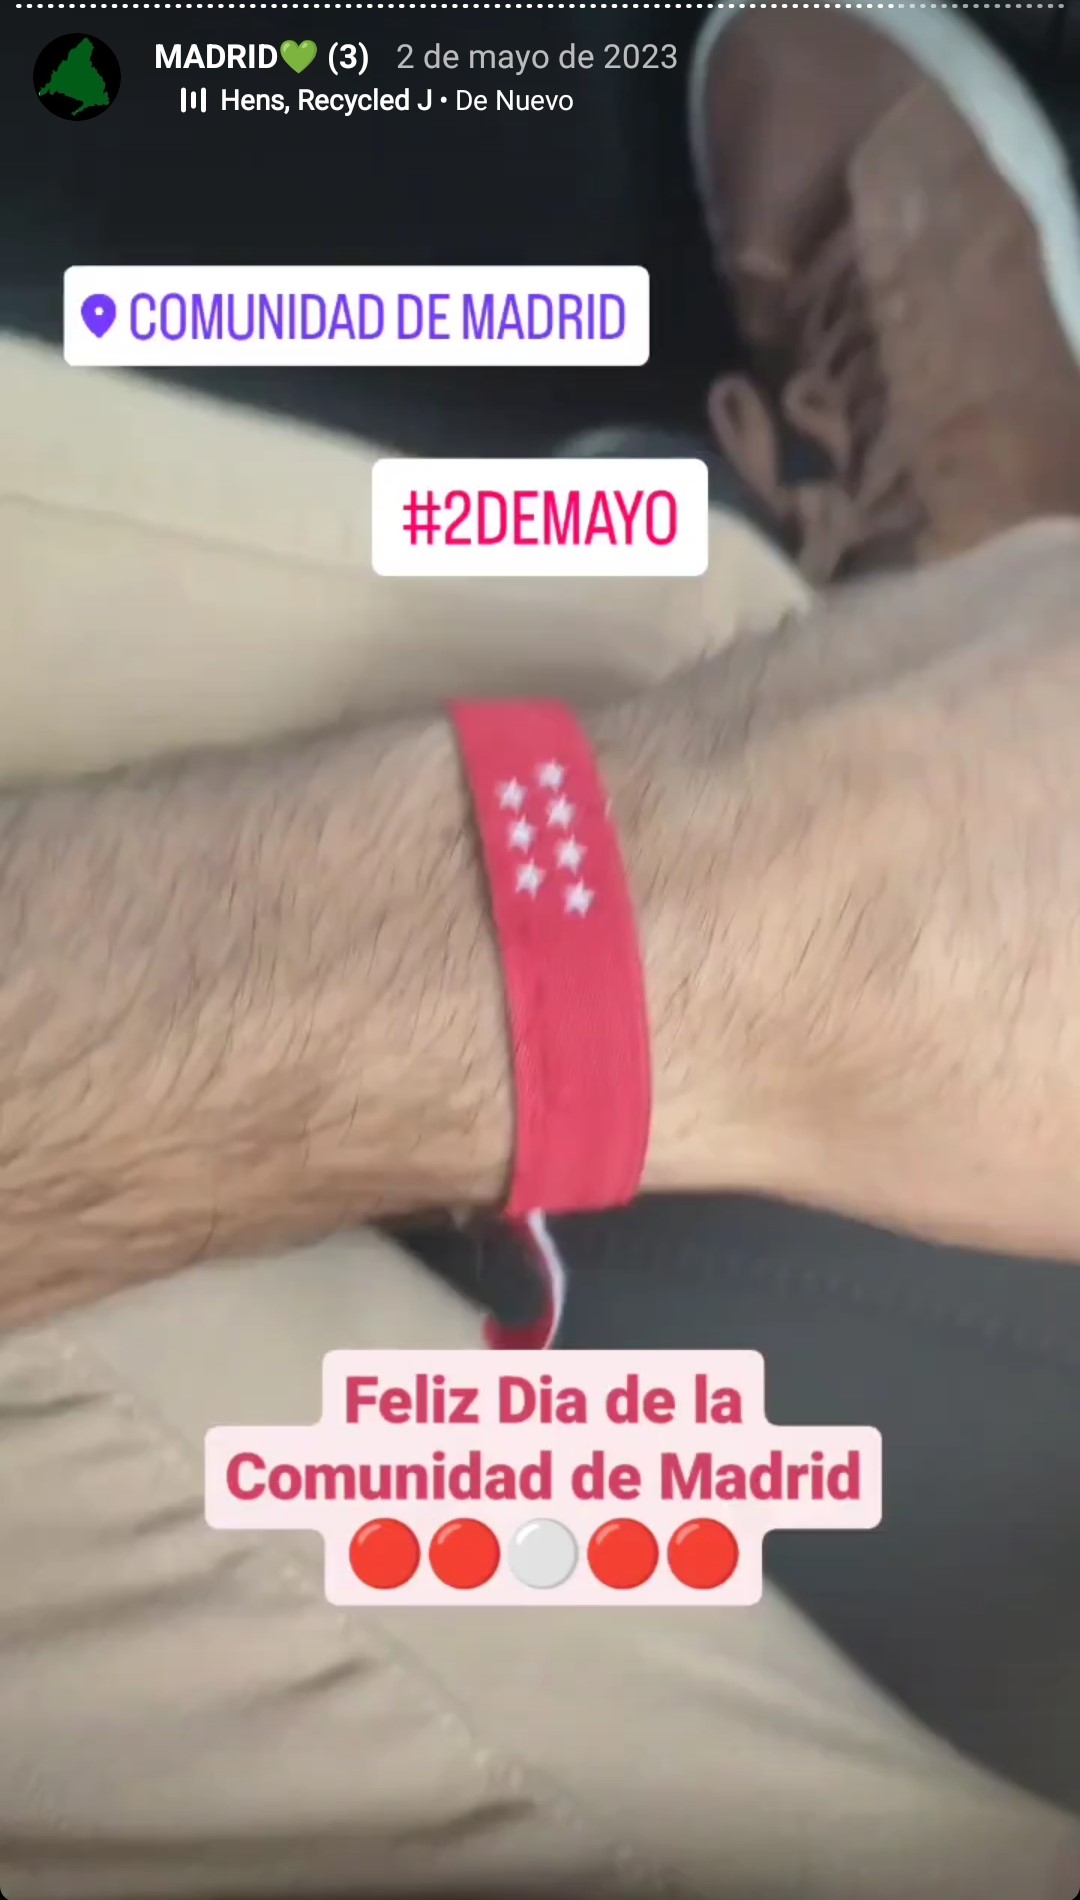 MADRID💚 (3) 2 de mayo de 2023
Hens, Recycled J • De Nuevo
COMUNIDAD DE MADRID
#2DEMAYO
Feliz Dia de la
Comunidad de Madrid
🔴🔴⚪🔴🔴